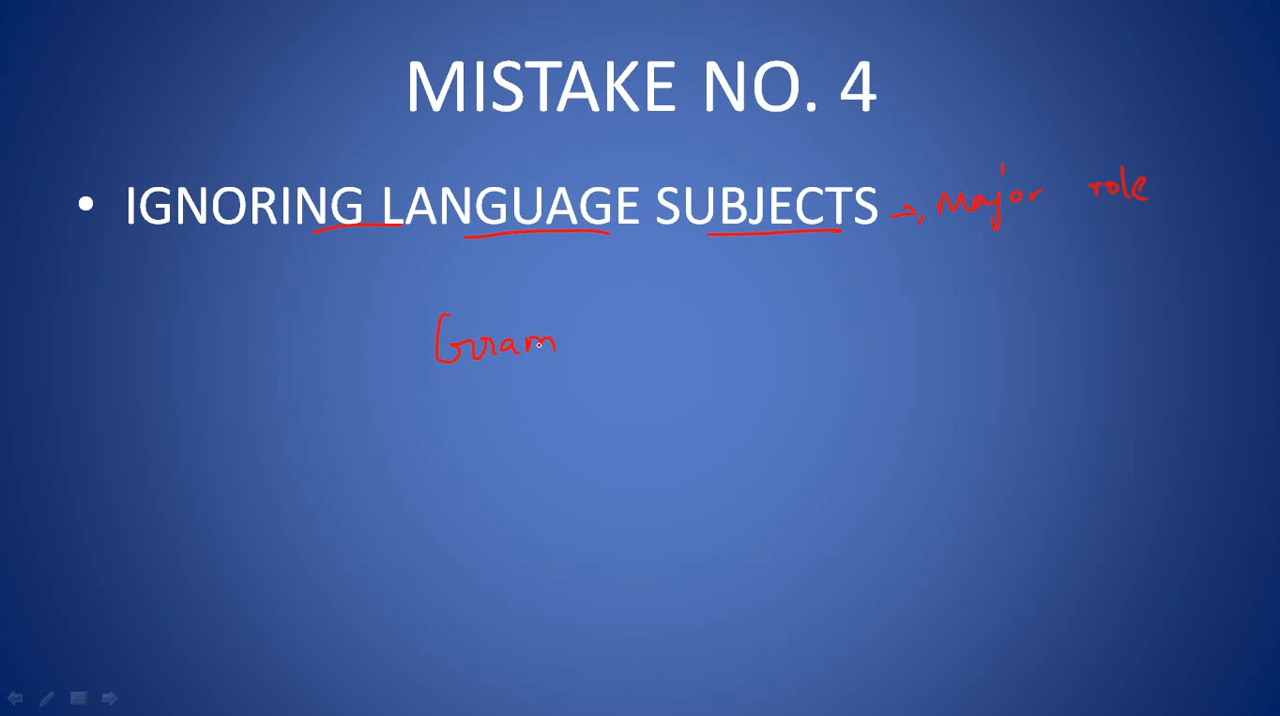 MISTAKE NO. 4
• IGNORING LANGUAGE SUBJECTS → Major role
Gram